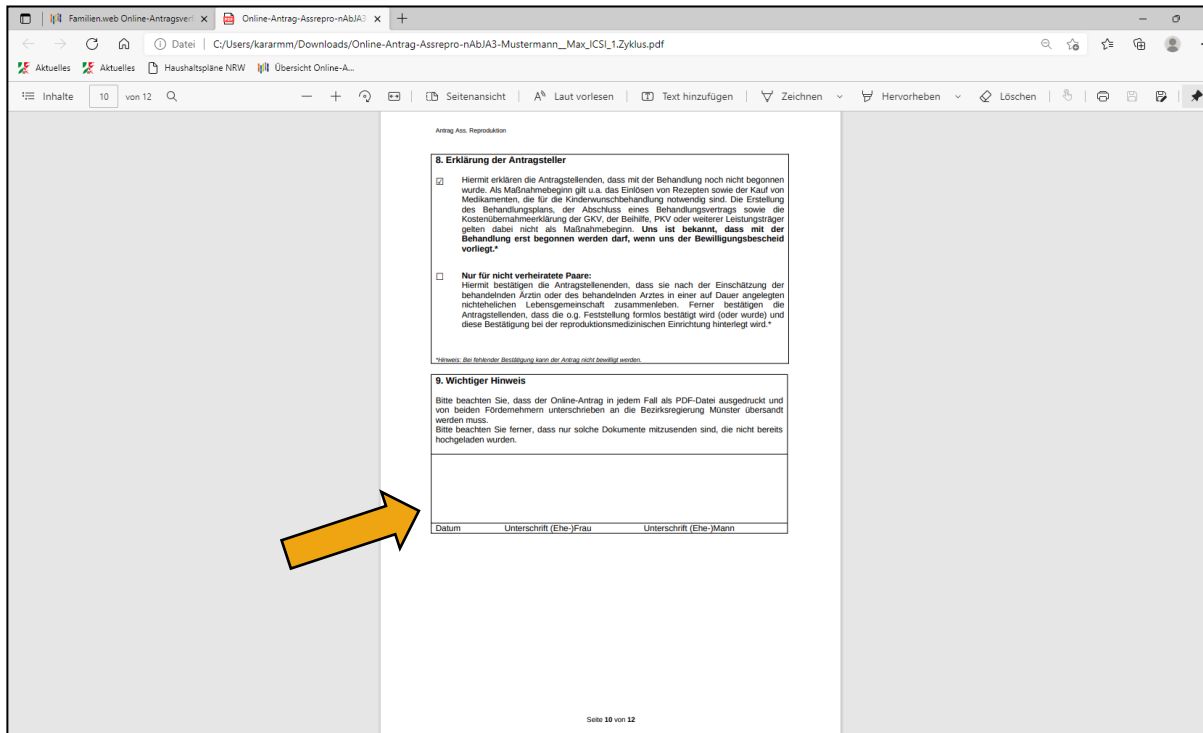 Familien.web Online-Antragsverf
Online-Antrag-Assrepro-nAbJA3
Datei
C:/Users/kararmm/Downloads/Online-Antrag-Assrepro-nAbJA3-Mustermann__Max_ICSI_1.Zyklus.pdf
Aktuelles
Aktuelles
Haushaltspläne NRW
Übersicht Online-A...
Inhalte
10
von 12
Seitenansicht
Laut vorlesen
Text hinzufügen
Zeichnen
Hervorheben
Löschen
Antrag Ass. Reproduktion
8. Erklärung der Antragsteller
☑ Hiermit erklären die Antragstellenden, dass mit der Behandlung noch nicht begonnen
wurde. Als Maßnahmebeginn gilt u.a. das Einlösen von Rezepten sowie der Kauf von
Medikamenten, die für die Kinderwunschbehandlung notwendig sind. Die Erstellung
des Behandlungsplans, der Abschluss eines Behandlungsvertrags sowie die
Kostenübernahmeerklärung der GKV, der Beihilfe, PKV oder weiterer Leistungsträger
gelten dabei nicht als Maßnahmebeginn. Uns ist bekannt, dass mit der
Behandlung erst begonnen werden darf, wenn uns der Bewilligungsbescheid
vorliegt.*
☐ Nur für nicht verheiratete Paare:
Hiermit bestätigen die Antragstellenenden, dass sie nach der Einschätzung der
behandelnden Ärztin oder des behandelnden Arztes in einer auf Dauer angelegten
nichtehelichen Lebensgemeinschaft zusammenleben. Ferner bestätigen die
Antragstellenden, dass die o.g. Feststellung formlos bestätigt wird (oder wurde) und
diese Bestätigung bei der reproduktionsmedizinischen Einrichtung hinterlegt wird.*
*Hinweis: Bei fehlender Bestätigung kann der Antrag nicht bewilligt werden.
9. Wichtiger Hinweis
Bitte beachten Sie, dass der Online-Antrag in jedem Fall als PDF-Datei ausgedruckt und
von beiden Fördernehmern unterschrieben an die Bezirksregierung Münster übersandt
werden muss.
Bitte beachten Sie ferner, dass nur solche Dokumente mitzusenden sind, die nicht bereits
hochgeladen wurden.
Datum Unterschrift (Ehe-)Frau Unterschrift (Ehe-)Mann
Seite 10 von 12